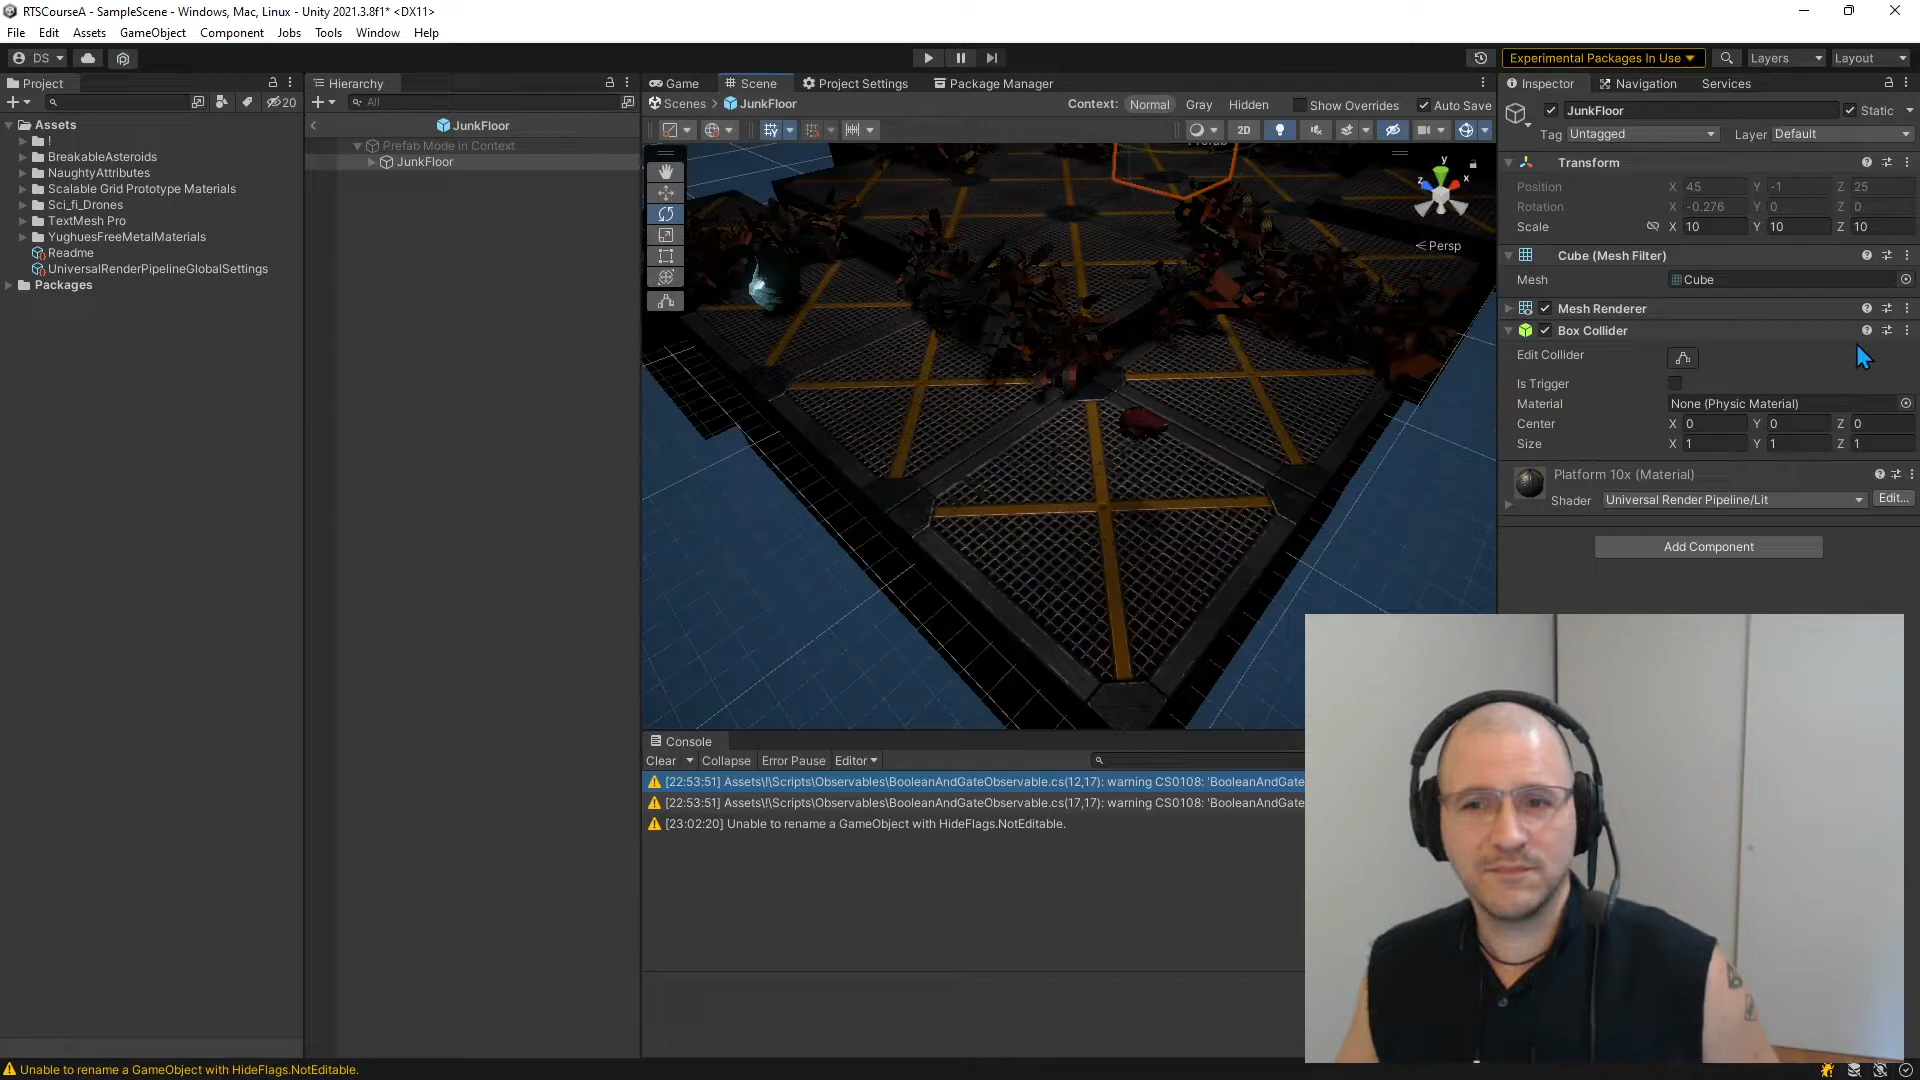 RTSCourseA - SampleScene - Windows, Mac, Linux - Unity 2021.3.8f1* <DX11>
File Edit Assets GameObject Component Jobs Tools Window Help
DS Experimental Packages In Use Layers Layout
Project
20
Assets
!
BreakableAsteroids
NaughtyAttributes
Scalable Grid Prototype Materials
Sci_fi_Drones
TextMesh Pro
YughuesFreeMetalMaterials
Readme
UniversalRenderPipelineGlobalSettings
Packages
Hierarchy
All
JunkFloor
Prefab Mode in Context
JunkFloor
Game Scene Project Settings Package Manager
Scenes JunkFloor Context: Normal Gray Hidden Show Overrides Auto Save
2D
y
z x
Persp
Console
Clear Collapse Error Pause Editor
[22:53:51] Assets\!\Scripts\Observables\BooleanAndGateObservable.cs(12,17): warning CS0108: 'BooleanAndGate
[22:53:51] Assets\!\Scripts\Observables\BooleanAndGateObservable.cs(17,17): warning CS0108: 'BooleanAndGate
[23:02:20] Unable to rename a GameObject with HideFlags.NotEditable.
Inspector Navigation Services
JunkFloor Static
Tag Untagged Layer Default
Transform
Position X 45 Y -1 Z 25
Rotation X -0.276 Y 0 Z 0
Scale X 10 Y 10 Z 10
Cube (Mesh Filter)
Mesh Cube
Mesh Renderer
Box Collider
Edit Collider
Is Trigger
Material None (Physic Material)
Center X 0 Y 0 Z 0
Size X 1 Y 1 Z 1
Platform 10x (Material)
Shader Universal Render Pipeline/Lit Edit...
Add Component
Unable to rename a GameObject with HideFlags.NotEditable.